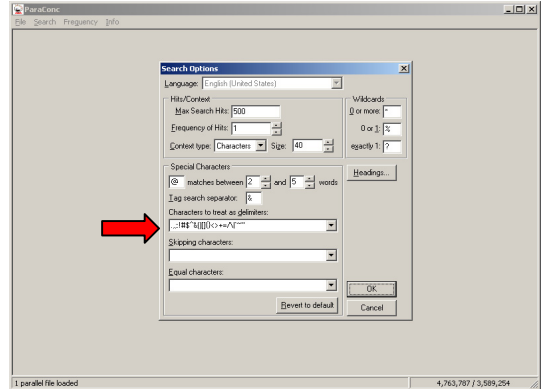 ParaConc
File Search Frequency Info
Search Options
Language: English (United States)
Hits/Context
Max Search Hits: 500
Frequency of Hits: 1
Context type: Characters Size: 40
Wildcards
0 or more: *
0 or 1: %
exactly 1: ?
Special Characters
@ matches between 2 and 5 words
Tag search separator: &
Headings...
Characters to treat as delimiters:
Skipping characters:
Equal characters:
Revert to default
OK
Cancel
1 parallel file loaded 4,763,787 / 3,589,254